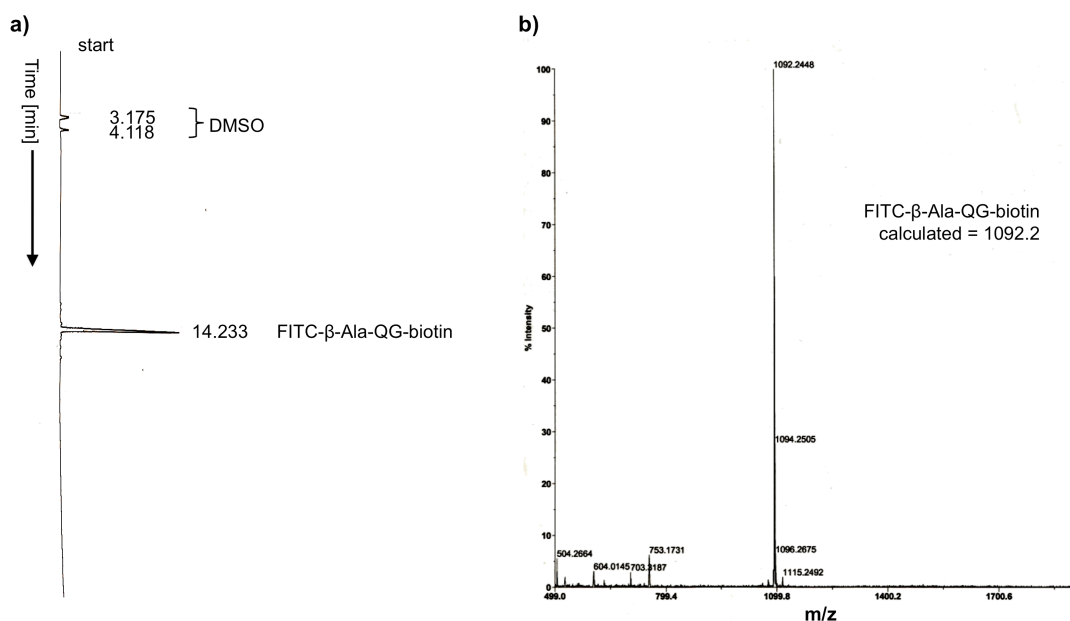 a)
start
Time [min]
3.175
4.118
DMSO
14.233 FITC-β-Ala-QG-biotin
b)
1092.2448
100
90
80
70
60
50
40
30
20
10
0
% Intensity
FITC-β-Ala-QG-biotin
calculated = 1092.2
1094.2505
1096.2675
1115.2492
504.2664
604.0145
703.3187
753.1731
499.0
799.4
1099.8
1400.2
1700.6
m/z